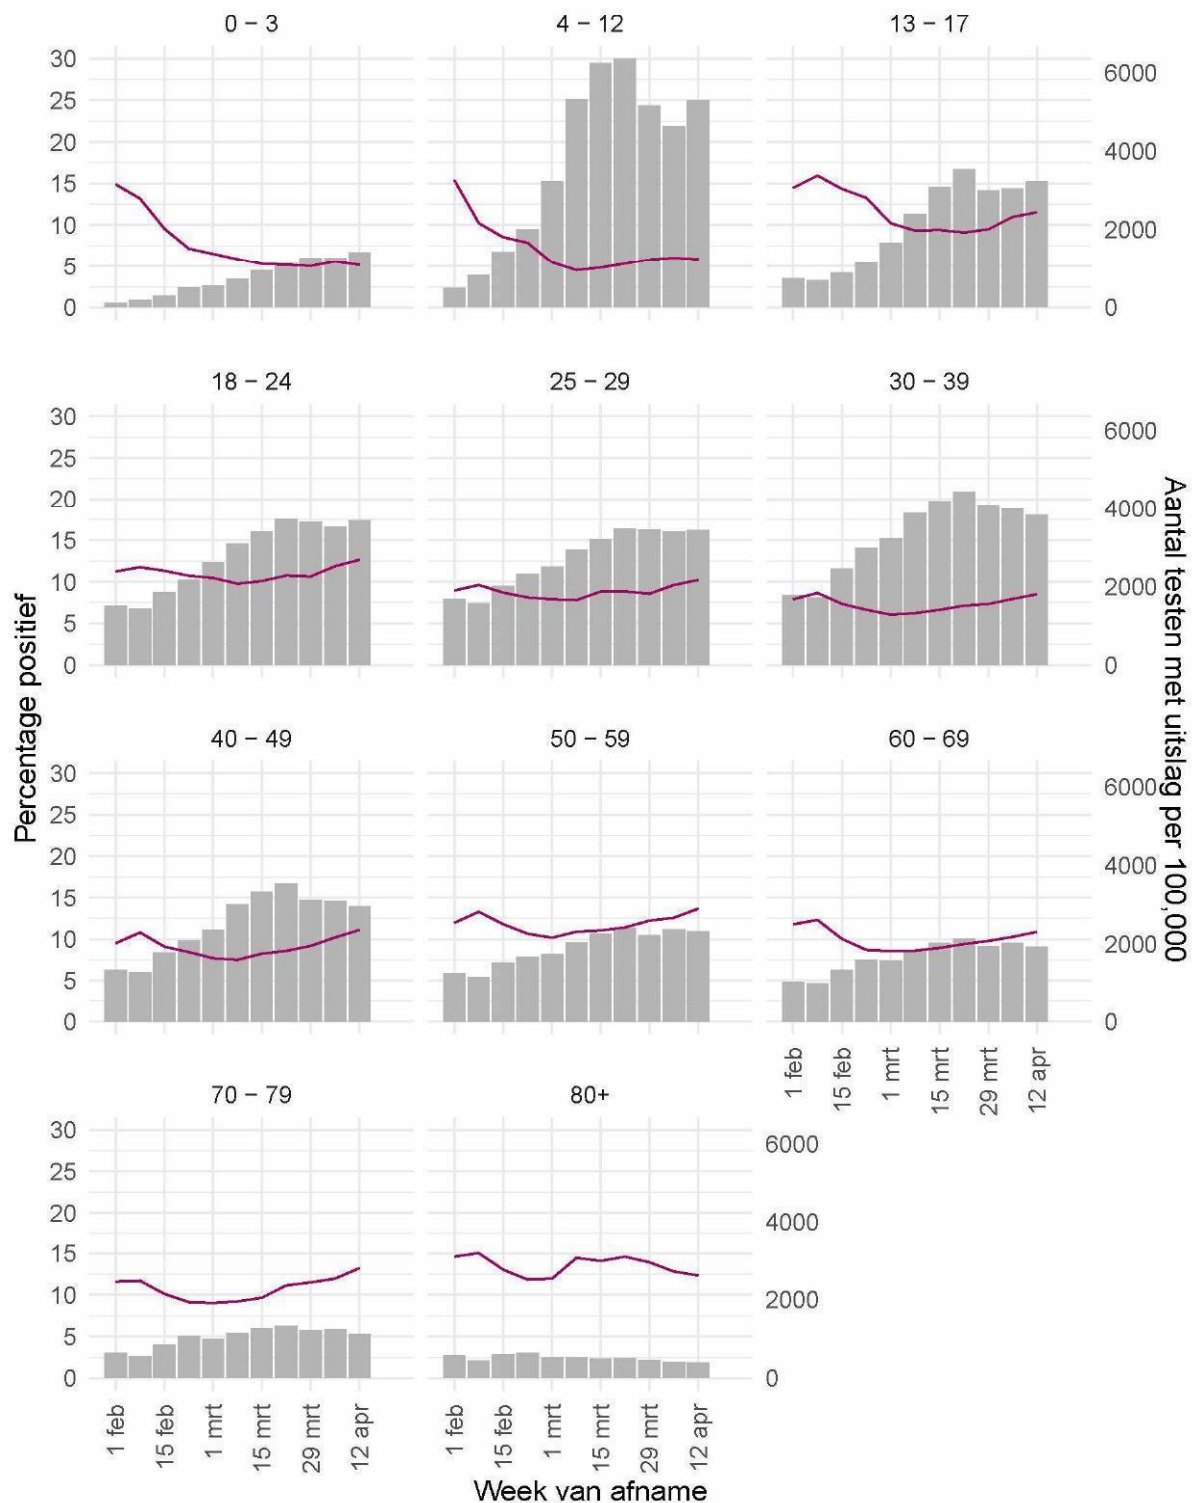 0 – 3
4 – 12
13 – 17
30
25
20
15
10
5
0
6000
4000
2000
0
18 – 24
25 – 29
30 – 39
30
25
20
15
10
5
0
6000
4000
2000
0
Percentage positief
Aantal testen met uitslag per 100,000
40 – 49
50 – 59
60 – 69
30
25
20
15
10
5
0
6000
4000
2000
0
1 feb
15 feb
1 mrt
15 mrt
29 mrt
12 apr
70 – 79
80+
30
25
20
15
10
5
0
6000
4000
2000
0
1 feb
15 feb
1 mrt
15 mrt
29 mrt
12 apr
1 feb
15 feb
1 mrt
15 mrt
29 mrt
12 apr
Week van afname